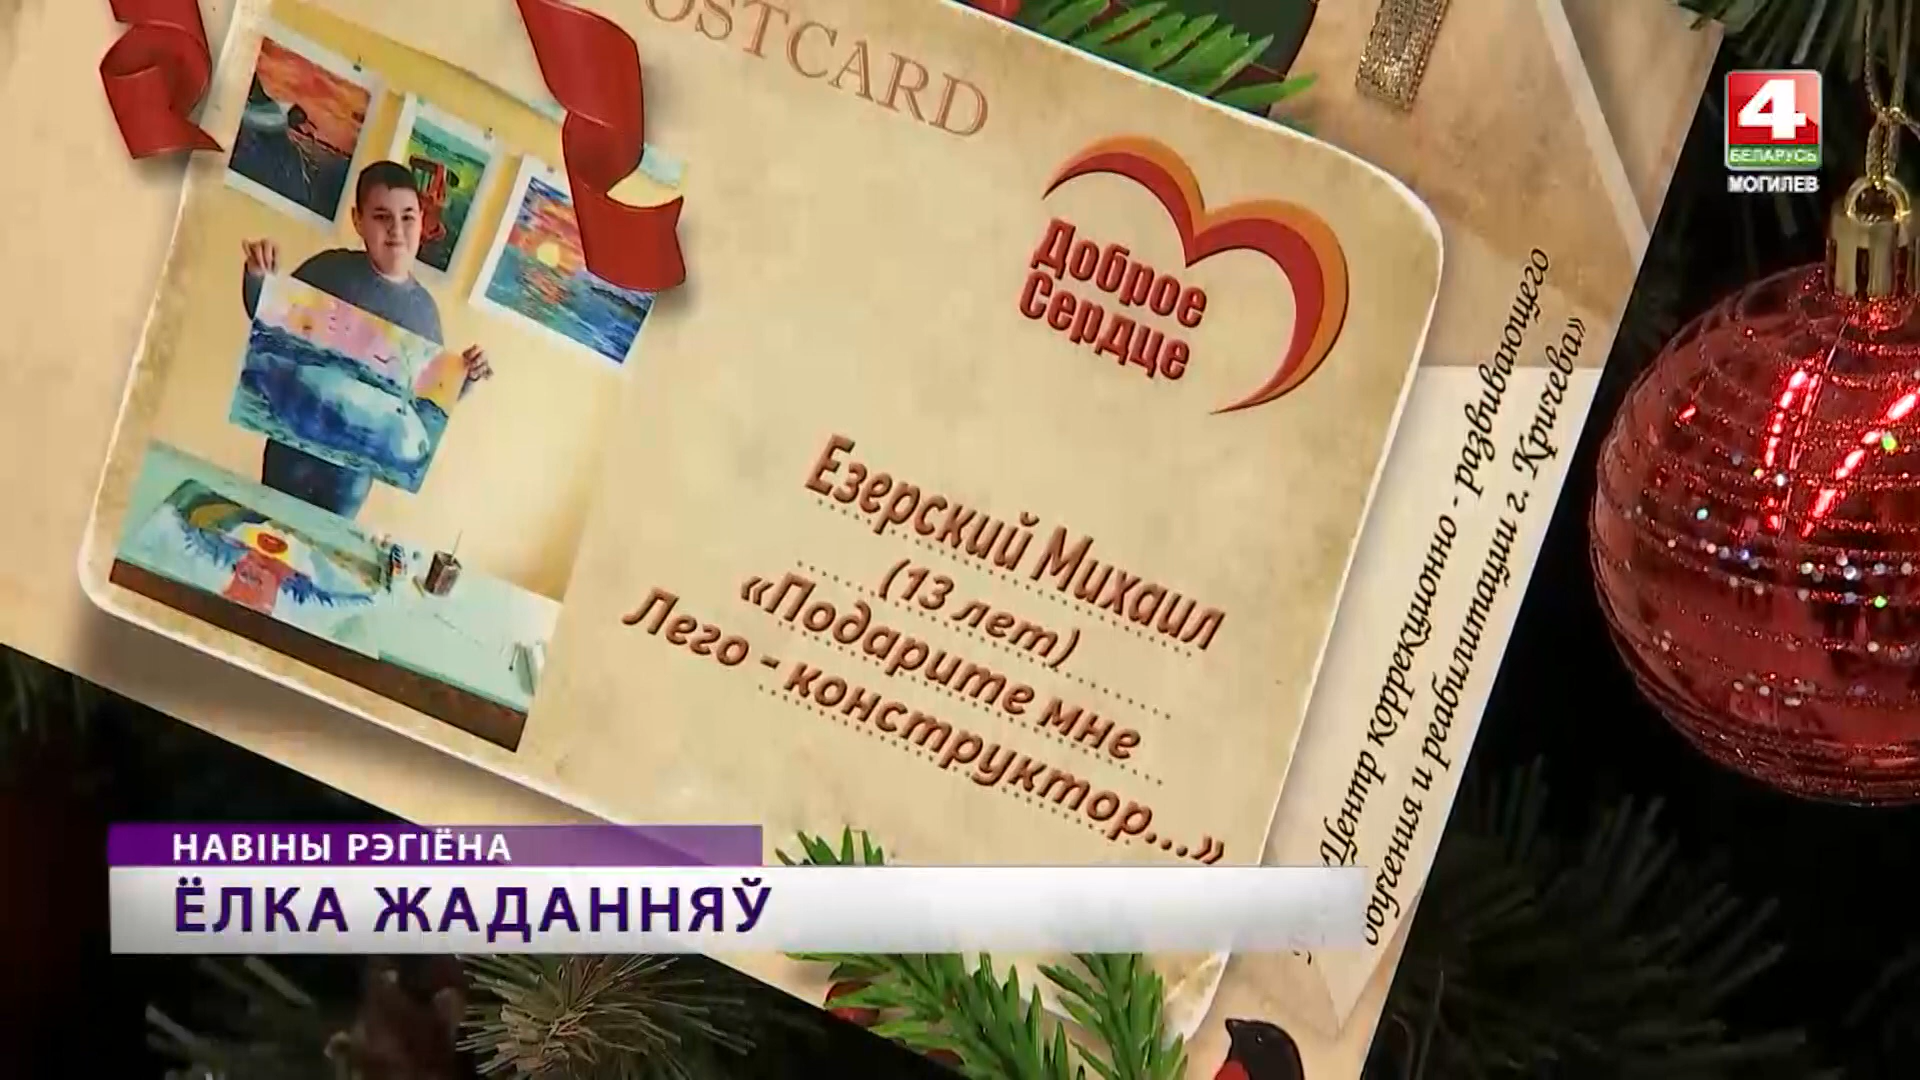 POSTCARD
4
БЕЛАРУСЬ
МОГИЛЕВ
Доброе
Сердце
Езерский Михаил
(13 лет)
«Подарите мне
Лего - конструктор...»
Центр коррекционно - развивающего
обучения и реабилитации г. Кричева»
НАВІНЫ РЭГІЁНА
ЁЛКА ЖАДАННЯЎ